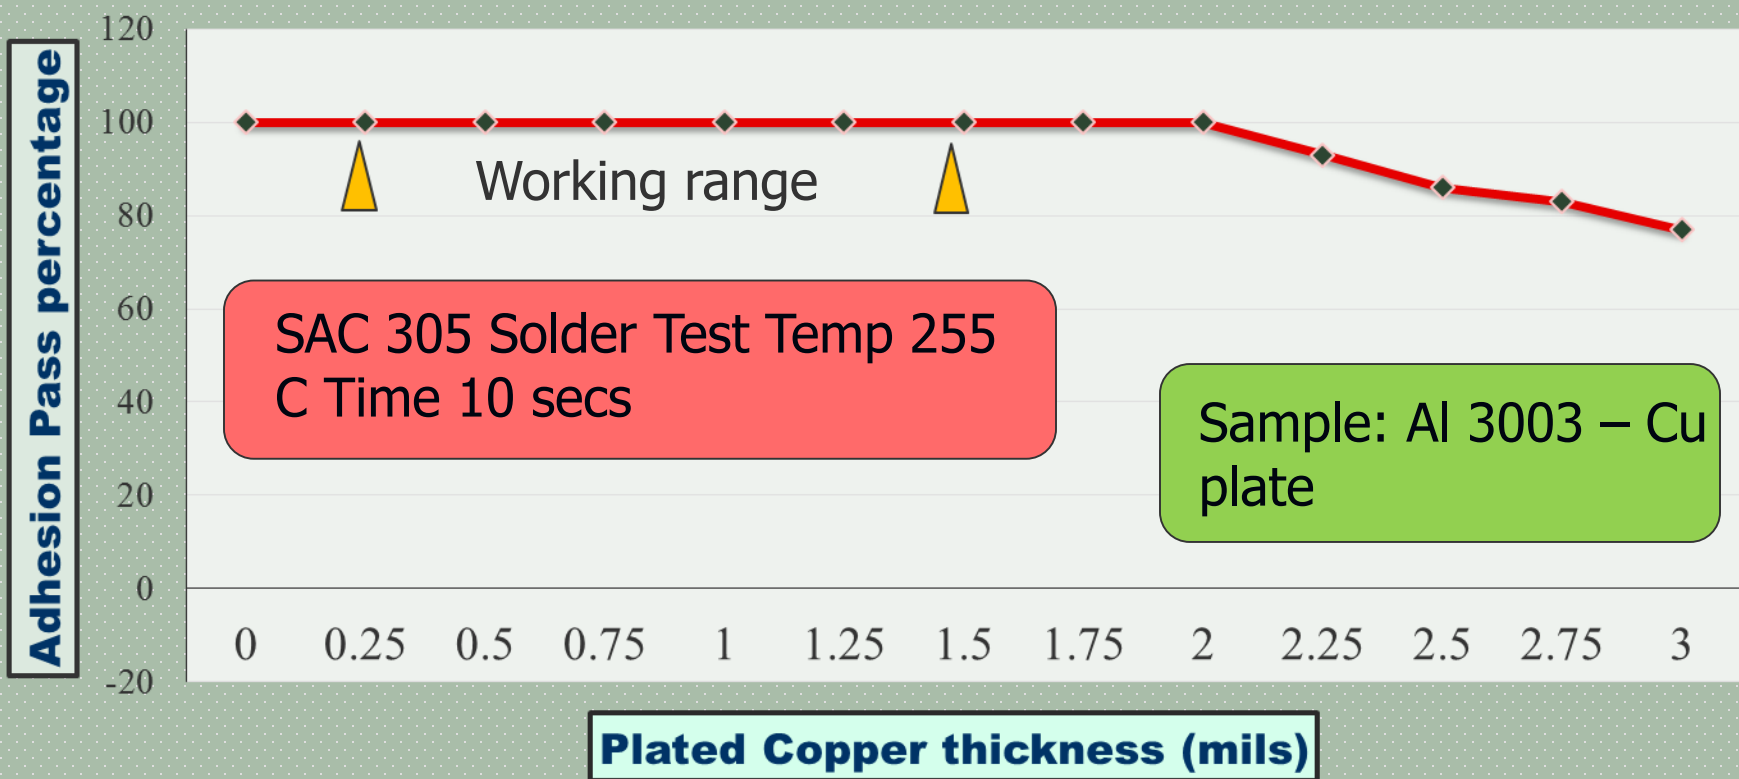 Adhesion Pass percentage
120
100
80
60
40
20
0
-20
Working range
SAC 305 Solder Test Temp 255
C Time 10 secs
Sample: Al 3003 – Cu
plate
0 0.25 0.5 0.75 1 1.25 1.5 1.75 2 2.25 2.5 2.75 3
Plated Copper thickness (mils)